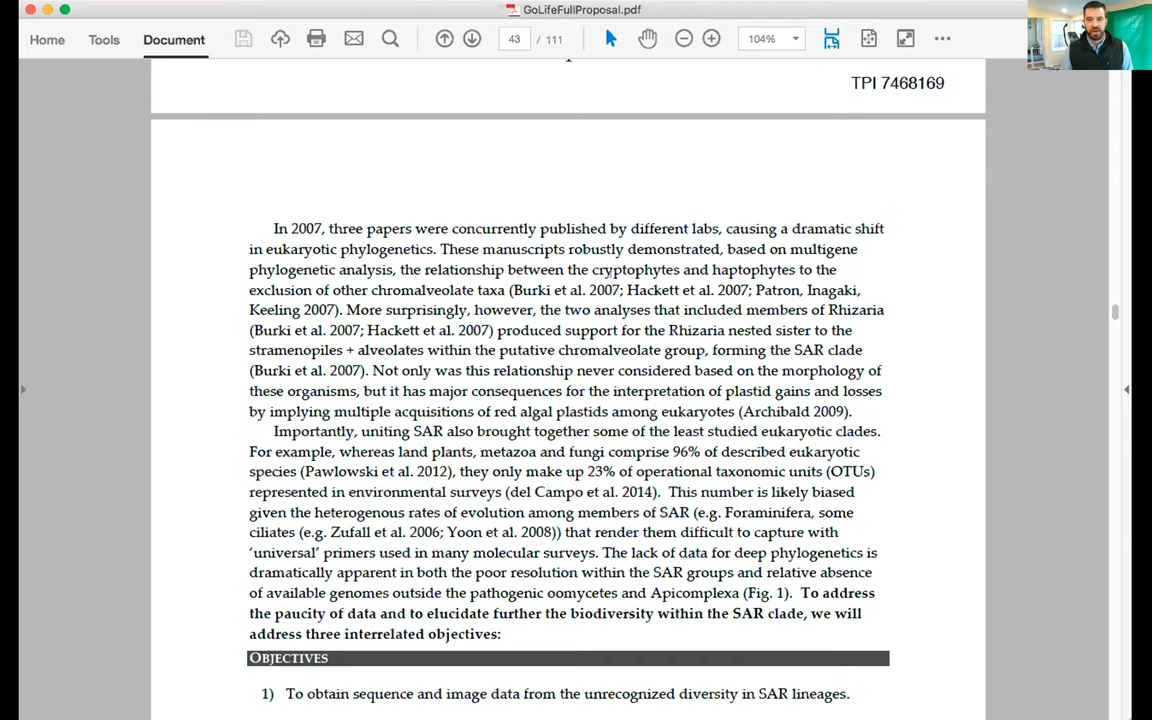 GoLifeFullProposal.pdf
Home Tools Document 43 / 111 104%
TPI 7468169
In 2007, three papers were concurrently published by different labs, causing a dramatic shift
in eukaryotic phylogenetics. These manuscripts robustly demonstrated, based on multigene
phylogenetic analysis, the relationship between the cryptophytes and haptophytes to the
exclusion of other chromalveolate taxa (Burki et al. 2007; Hackett et al. 2007; Patron, Inagaki,
Keeling 2007). More surprisingly, however, the two analyses that included members of Rhizaria
(Burki et al. 2007; Hackett et al. 2007) produced support for the Rhizaria nested sister to the
stramenopiles + alveolates within the putative chromalveolate group, forming the SAR clade
(Burki et al. 2007). Not only was this relationship never considered based on the morphology of
these organisms, but it has major consequences for the interpretation of plastid gains and losses
by implying multiple acquisitions of red algal plastids among eukaryotes (Archibald 2009).
Importantly, uniting SAR also brought together some of the least studied eukaryotic clades.
For example, whereas land plants, metazoa and fungi comprise 96% of described eukaryotic
species (Pawlowski et al. 2012), they only make up 23% of operational taxonomic units (OTUs)
represented in environmental surveys (del Campo et al. 2014). This number is likely biased
given the heterogenous rates of evolution among members of SAR (e.g. Foraminifera, some
ciliates (e.g. Zufall et al. 2006; Yoon et al. 2008)) that render them difficult to capture with
‘universal’ primers used in many molecular surveys. The lack of data for deep phylogenetics is
dramatically apparent in both the poor resolution within the SAR groups and relative absence
of available genomes outside the pathogenic oomycetes and Apicomplexa (Fig. 1). To address
the paucity of data and to elucidate further the biodiversity within the SAR clade, we will
address three interrelated objectives:
OBJECTIVES
1) To obtain sequence and image data from the unrecognized diversity in SAR lineages.